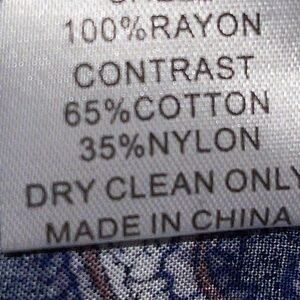 100%RAYON
CONTRAST
65%COTTON
35%NYLON
DRY CLEAN ONLY
MADE IN CHINA